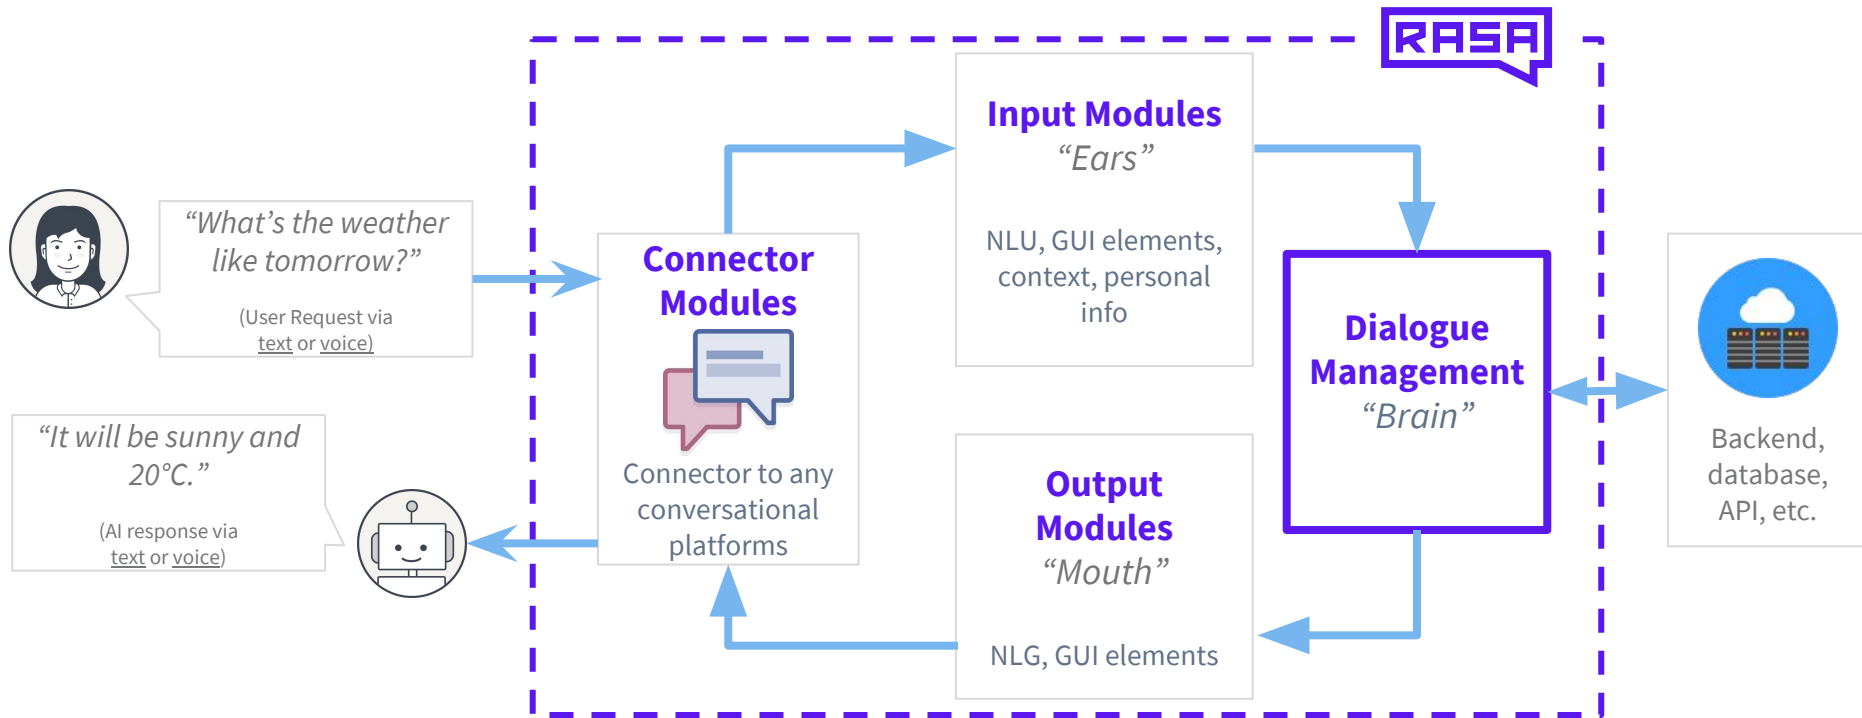 RASA
“What’s the weather
like tomorrow?”
(User Request via
text or voice)
“It will be sunny and
20°C.”
(AI response via
text or voice)
Connector
Modules
Connector to any
conversational
platforms
Input Modules
“Ears”
NLU, GUI elements,
context, personal
info
Dialogue
Management
“Brain”
Output
Modules
“Mouth”
NLG, GUI elements
Backend,
database,
API, etc.